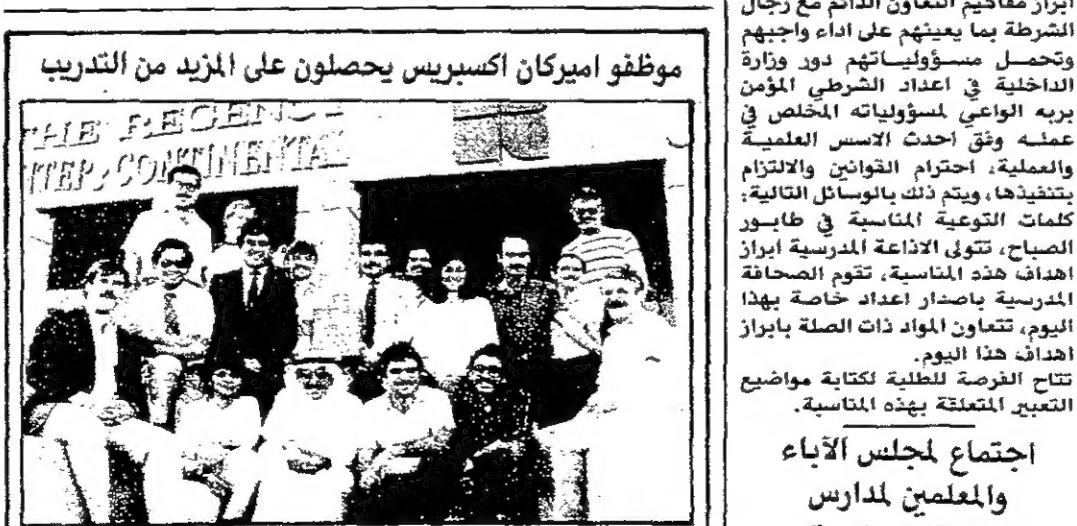 ابراز مفاكيم التعاون الدائم مع رجال
الشرطة بما يعينهم على اداء واجبهم
وتحمل مسؤولياتهم دور وزارة
الداخلية في اعداد الشرطي المؤمن
بربه الواعي لمسؤولياته المخلص في
عمله وفق احدث الاسس العلمية
والعملية، احترام القوانين والالتزام
بتنفيذها، ويتم ذلك بالوسائل التالية:
كلمات التوعية المناسبة في طابور
الصباح، تتولى الاذاعة المدرسية ابراز
اهداف هذه المناسبة، تقوم الصحافة
المدرسية باصدار اعداد خاصة بهذا
اليوم، تتعاون المواد ذات الصلة بابراز
اهداف هذا اليوم.
تتاح الفرصة للطلبة لكتابة مواضيع
التعبير المتعلقة بهذه المناسبة.
اجتماع لمجلس الآباء
والمعلمين لمدارس
موظفو اميركان اكسبريس يحصلون على المزيد من التدريب
THE REGENCY
INTER·CONTINENTAL